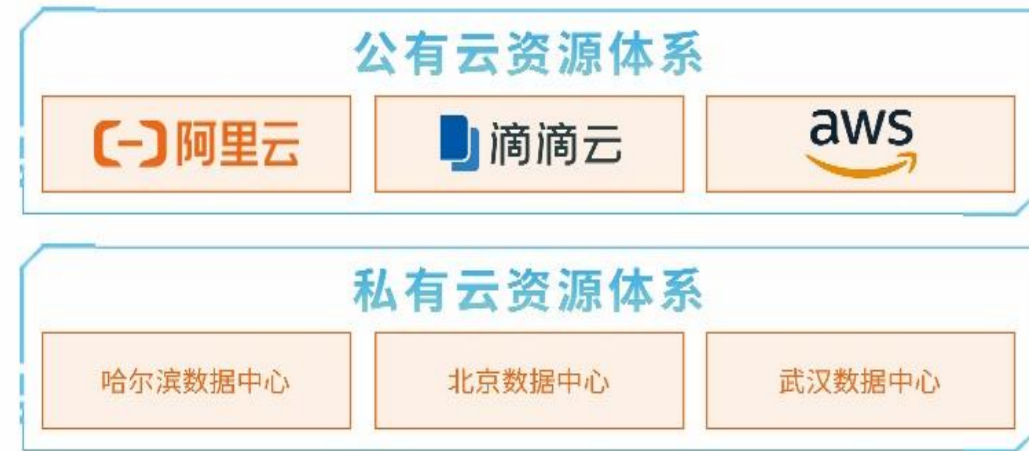 公有云资源体系
阿里云
滴滴云
aws
私有云资源体系
哈尔滨数据中心
北京数据中心
武汉数据中心